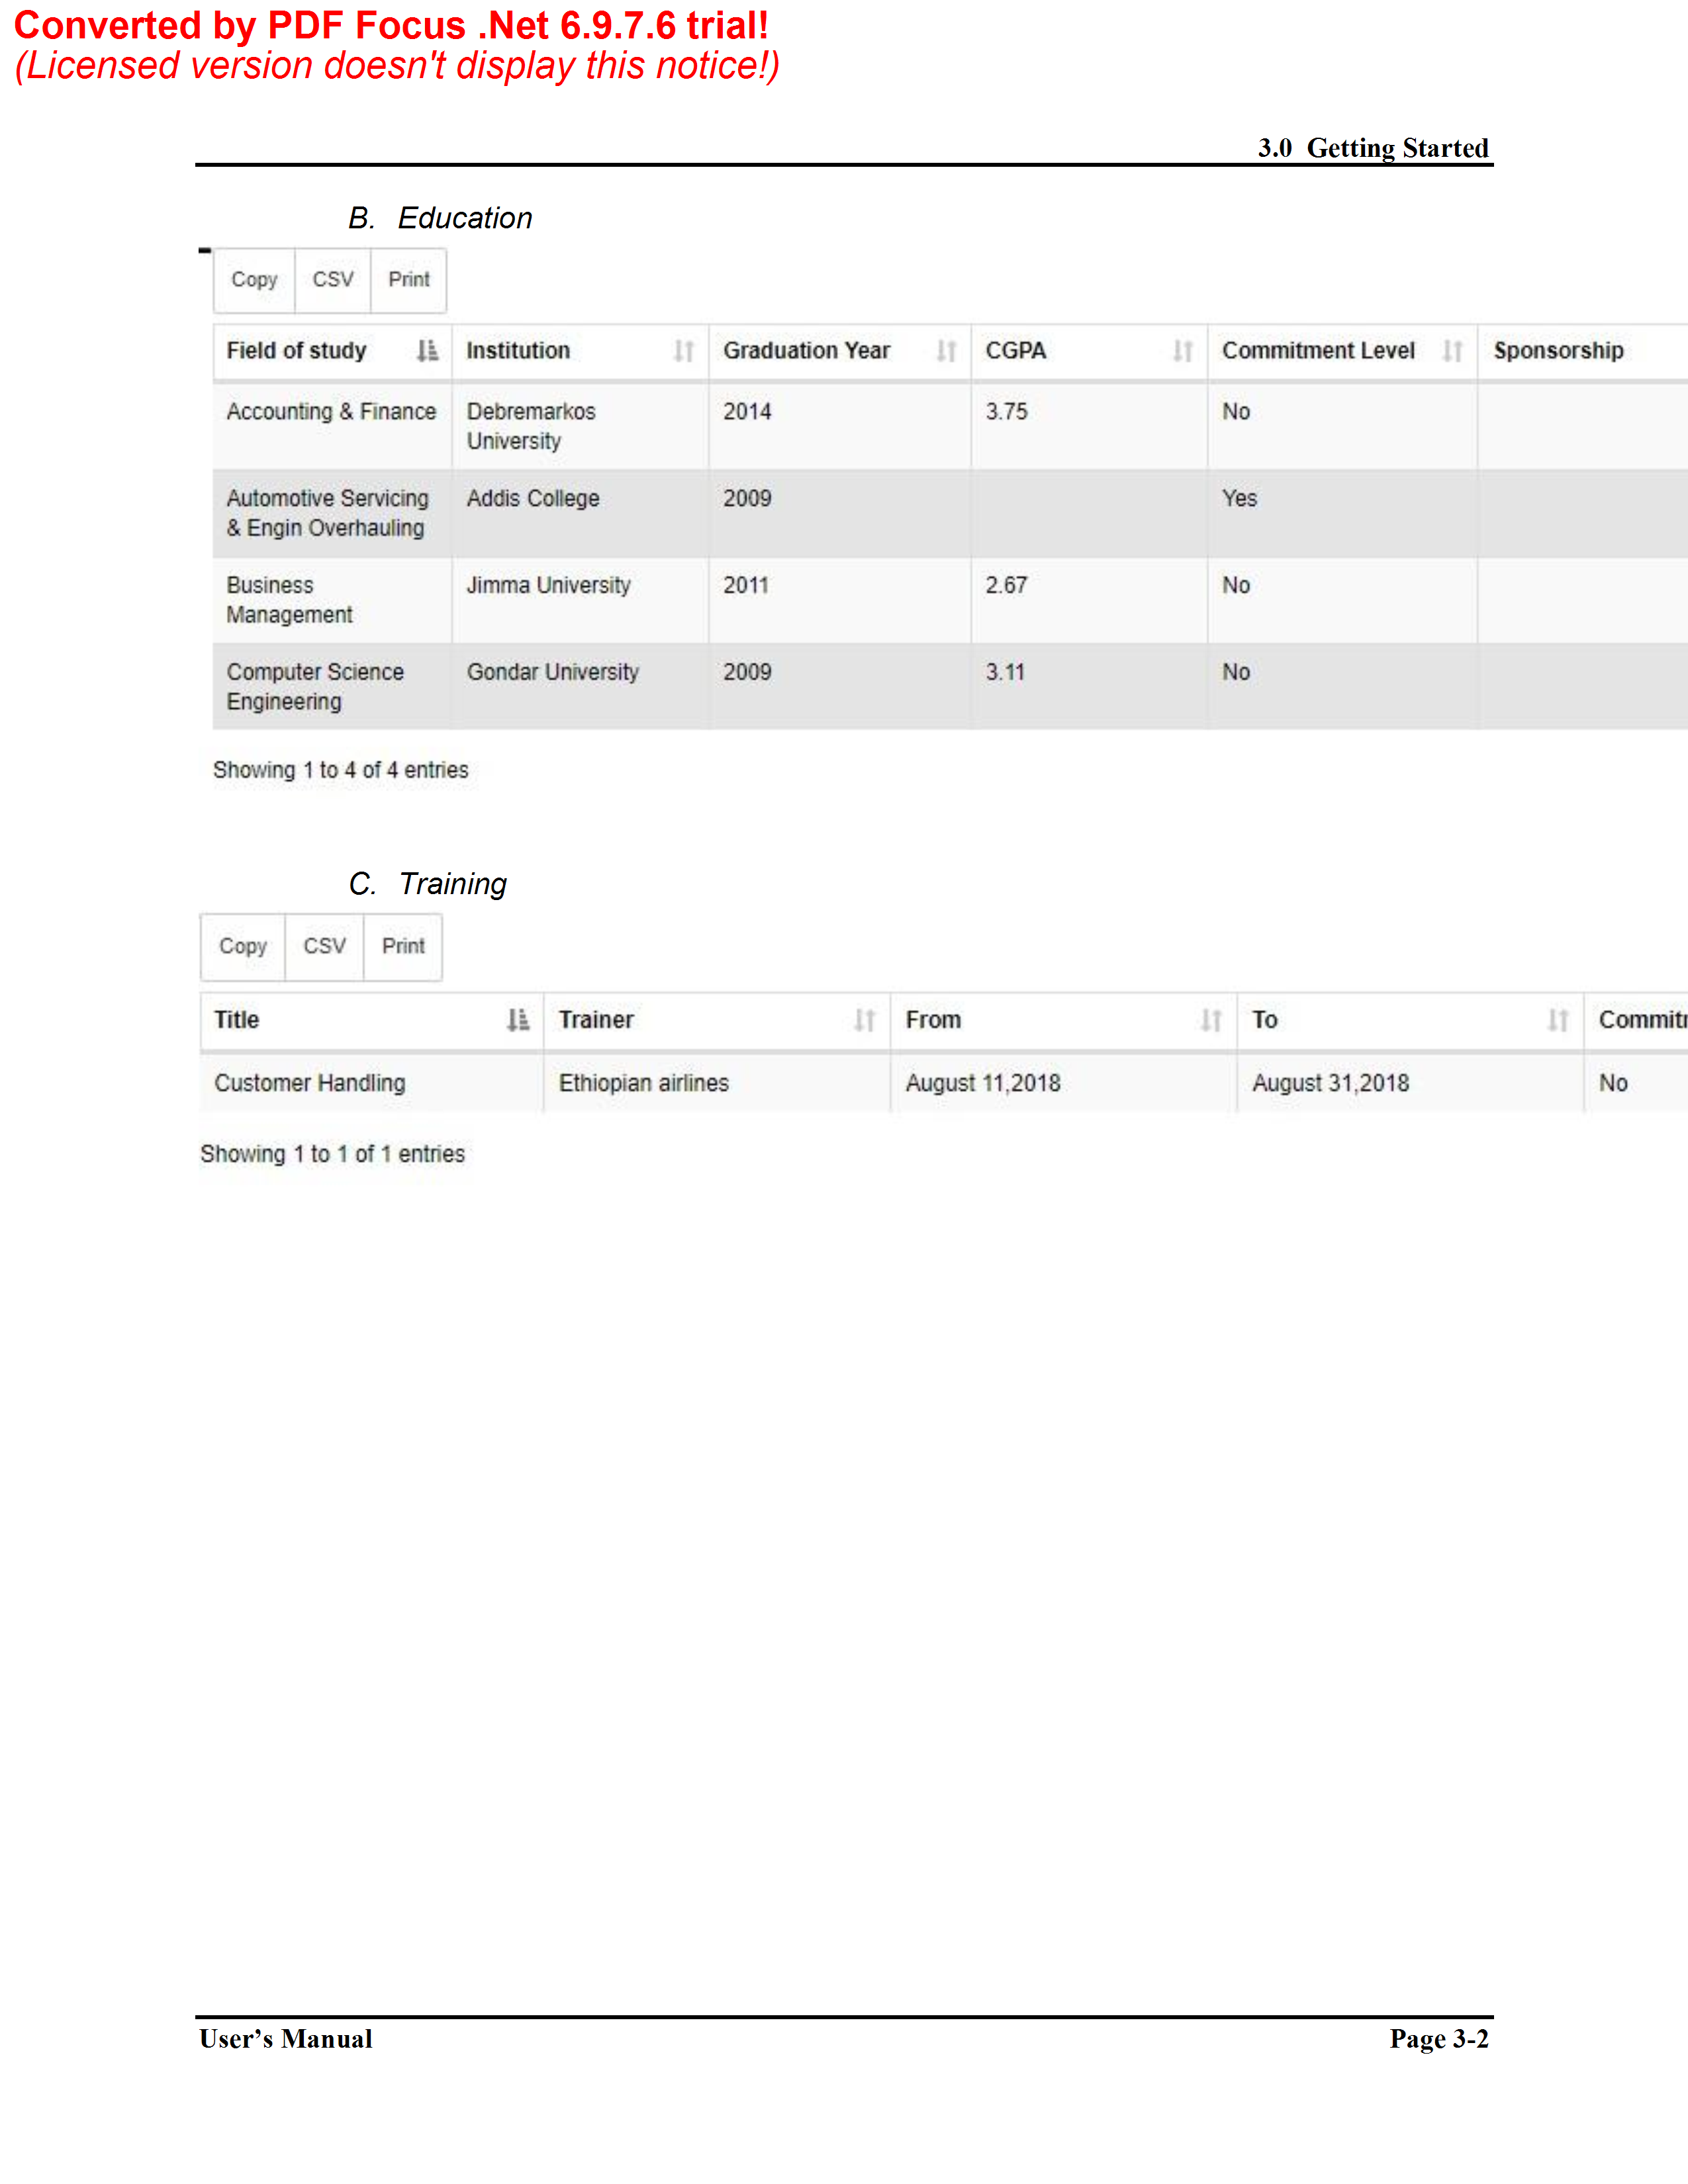 Converted by PDF Focus .Net 6.9.7.6 trial!
(Licensed version doesn't display this notice!)
3.0 Getting Started
B. Education
Copy CSV Print
Field of study Institution Graduation Year CGPA Commitment Level Sponsorship
Accounting & Finance Debremarkos 2014 3.75 No
University
Automotive Servicing Addis College 2009 Yes
& Engin Overhauling
Business Jimma University 2011 2.67 No
Management
Computer Science Gondar University 2009 3.11 No
Engineering
Showing 1 to 4 of 4 entries
C. Training
Copy CSV Print
Title Trainer From To
Customer Handling Ethiopian airlines August 11,2018 August 31,2018 No
Showing 1 to 1 of 1 entries
User's Manual Page 3-2